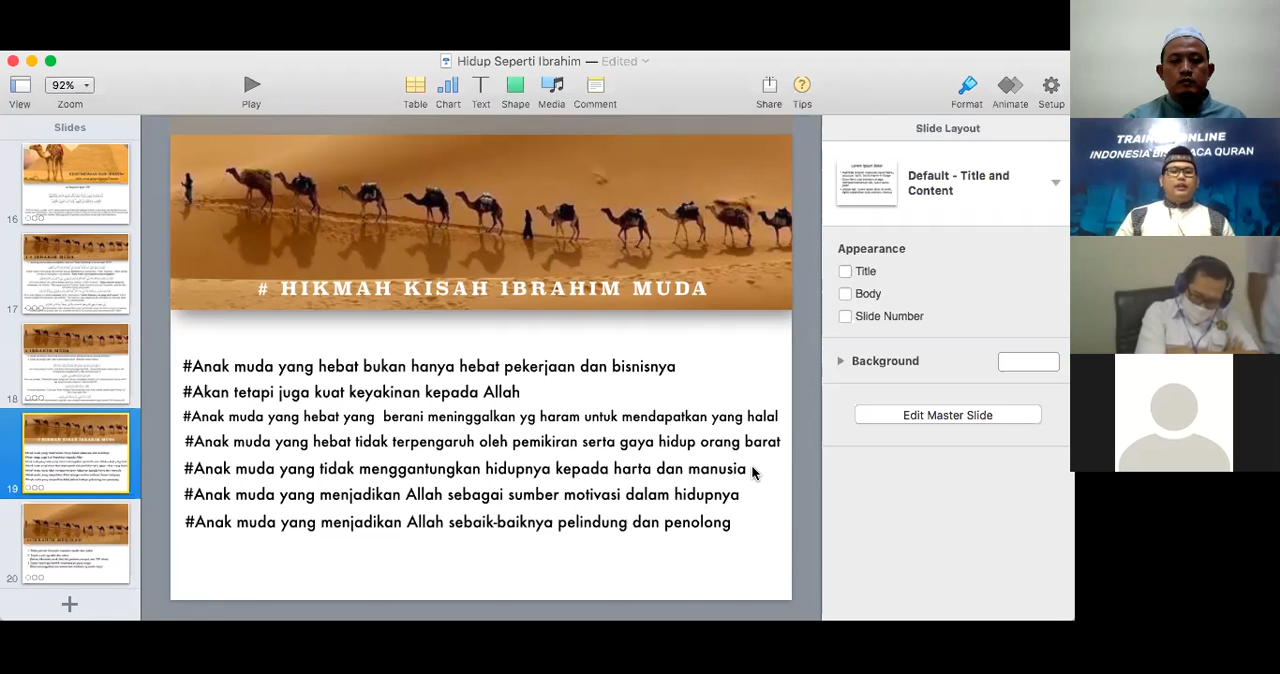 Hidup Seperti Ibrahim — Edited
92%
View
Zoom
Play
Table
Chart
Text
Shape
Media
Comment
Share
Tips
Format
Animate
Setup
Slides
16
17
18
19
20
# HIKMAH KISAH IBRAHIM MUDA
#Anak muda yang hebat bukan hanya hebat pekerjaan dan bisnisnya
#Akan tetapi juga kuat keyakinan kepada Allah
#Anak muda yang hebat yang berani meninggalkan yg haram untuk mendapatkan yang halal
#Anak muda yang hebat tidak terpengaruh oleh pemikiran serta gaya hidup orang barat
#Anak muda yang tidak menggantungkan hidupnya kepada harta dan manusia
#Anak muda yang menjadikan Allah sebagai sumber motivasi dalam hidupnya
#Anak muda yang menjadikan Allah sebaik-baiknya pelindung dan penolong
Slide Layout
Default - Title and
Content
Appearance
Title
Body
Slide Number
Background
Edit Master Slide
ONLINE
INDONESIA
QURAN